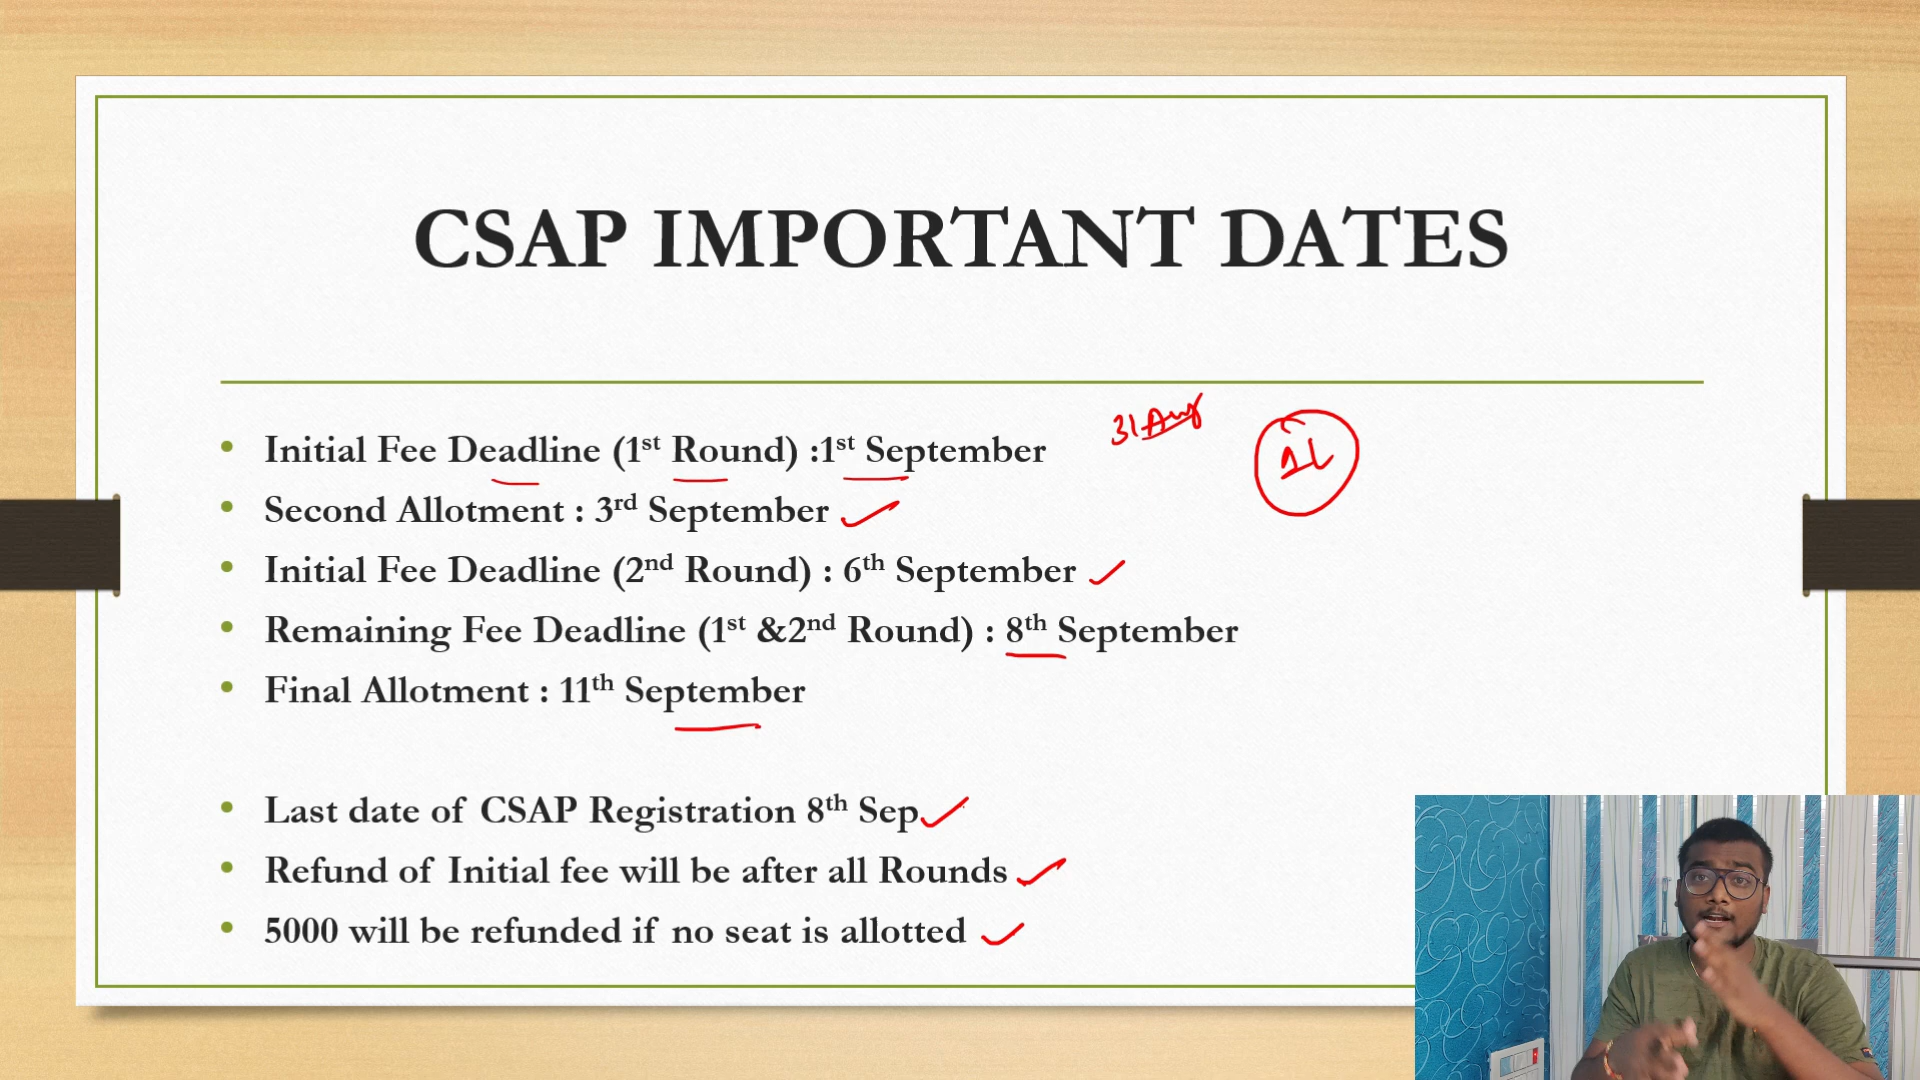 CSAP IMPORTANT DATES
31 Aug
1L
• Initial Fee Deadline (1st Round) :1st September
• Second Allotment : 3rd September
• Initial Fee Deadline (2nd Round) : 6th September
• Remaining Fee Deadline (1st &2nd Round) : 8th September
• Final Allotment : 11th September
• Last date of CSAP Registration 8th Sep
• Refund of Initial fee will be after all Rounds
• 5000 will be refunded if no seat is allotted